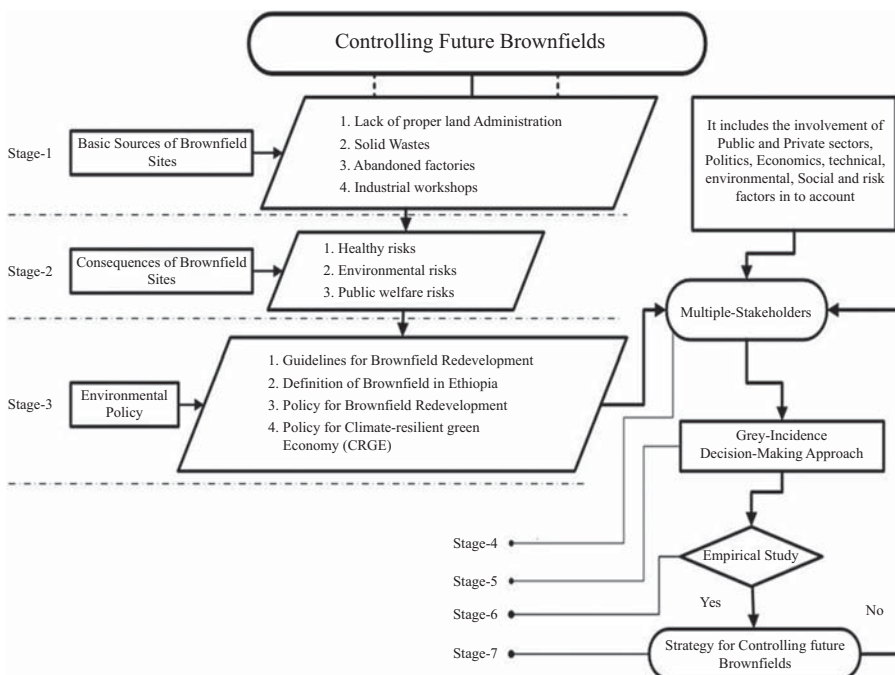 Controlling Future Brownfields
Stage-1
Basic Sources of Brownfield
Sites
1. Lack of proper land Administration
2. Solid Wastes
3. Abandoned factories
4. Industrial workshops
It includes the involvement of
Public and Private sectors,
Politics, Economics, technical,
environmental, Social and risk
factors in to account
Stage-2
Consequences of Brownfield
Sites
1. Healthy risks
2. Environmental risks
3. Public welfare risks
Multiple-Stakeholders
Stage-3
Environmental
Policy
1. Guidelines for Brownfield Redevelopment
2. Definition of Brownfield in Ethiopia
3. Policy for Brownfield Redevelopment
4. Policy for Climate-resilient green
Economy (CRGE)
Grey-Incidence
Decision-Making Approach
Stage-4
Empirical Study
Stage-5
Stage-6
Yes
No
Stage-7
Strategy for Controlling future
Brownfields